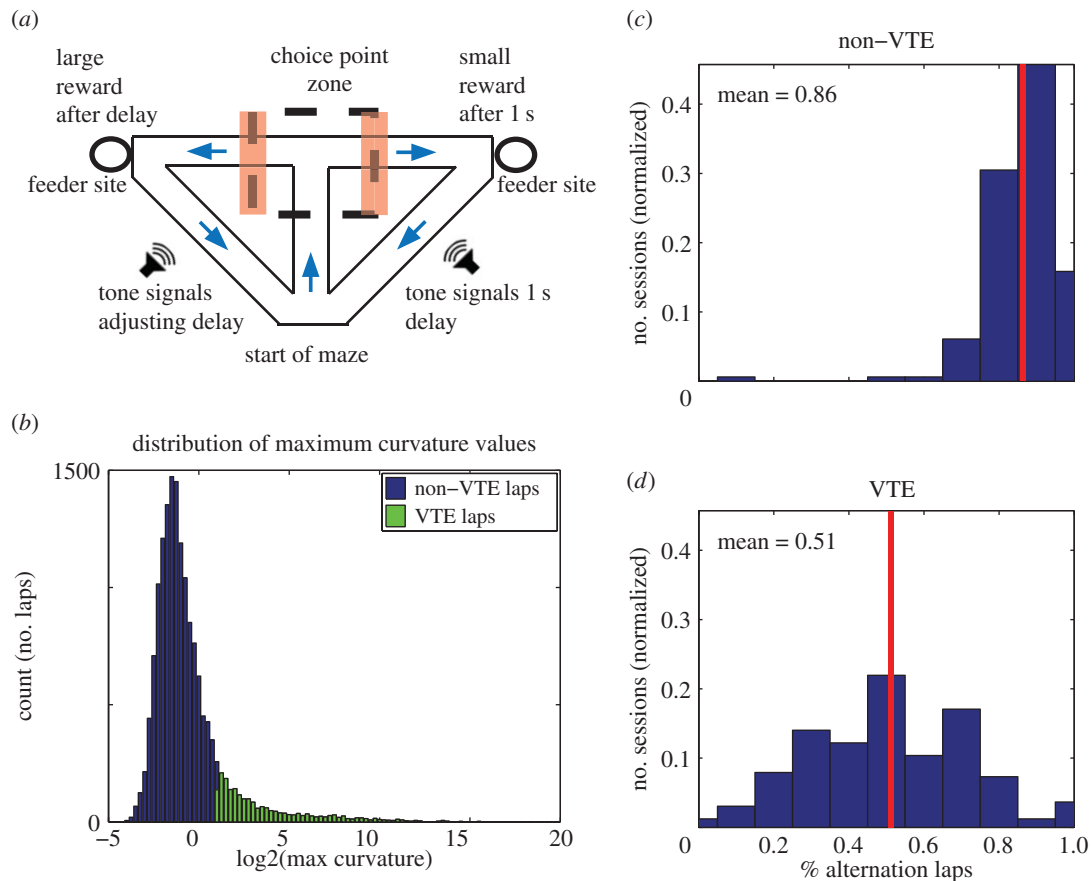 (a)
large
reward
after delay
choice point
zone
small
reward
after 1 s
feeder site
feeder site
tone signals
adjusting delay
tone signals 1 s
delay
start of maze
(b)
distribution of maximum curvature values
1500
non−VTE laps
VTE laps
count (no. laps)
0
−5 0 5 10 15 20
log2(max curvature)
(c)
non−VTE
mean = 0.86
0.4
0.3
0.2
0.1
0
no. sessions (normalized)
(d)
VTE
mean = 0.51
0.4
0.3
0.2
0.1
no. sessions (normalized)
0 0.2 0.4 0.6 0.8 1.0
% alternation laps